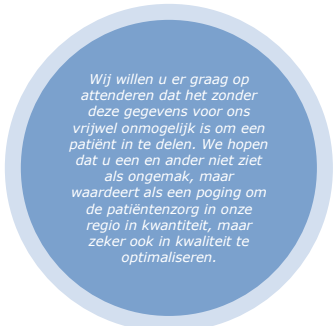 Wij willen u er graag op
attenderen dat het zonder
deze gegevens voor ons
vrijwel onmogelijk is om een
patiënt in te delen. We hopen
dat u een en ander niet ziet
als ongemak, maar
waardeert als een poging om
de patiëntenzorg in onze
regio in kwantiteit, maar
zeker ook in kwaliteit te
optimaliseren.